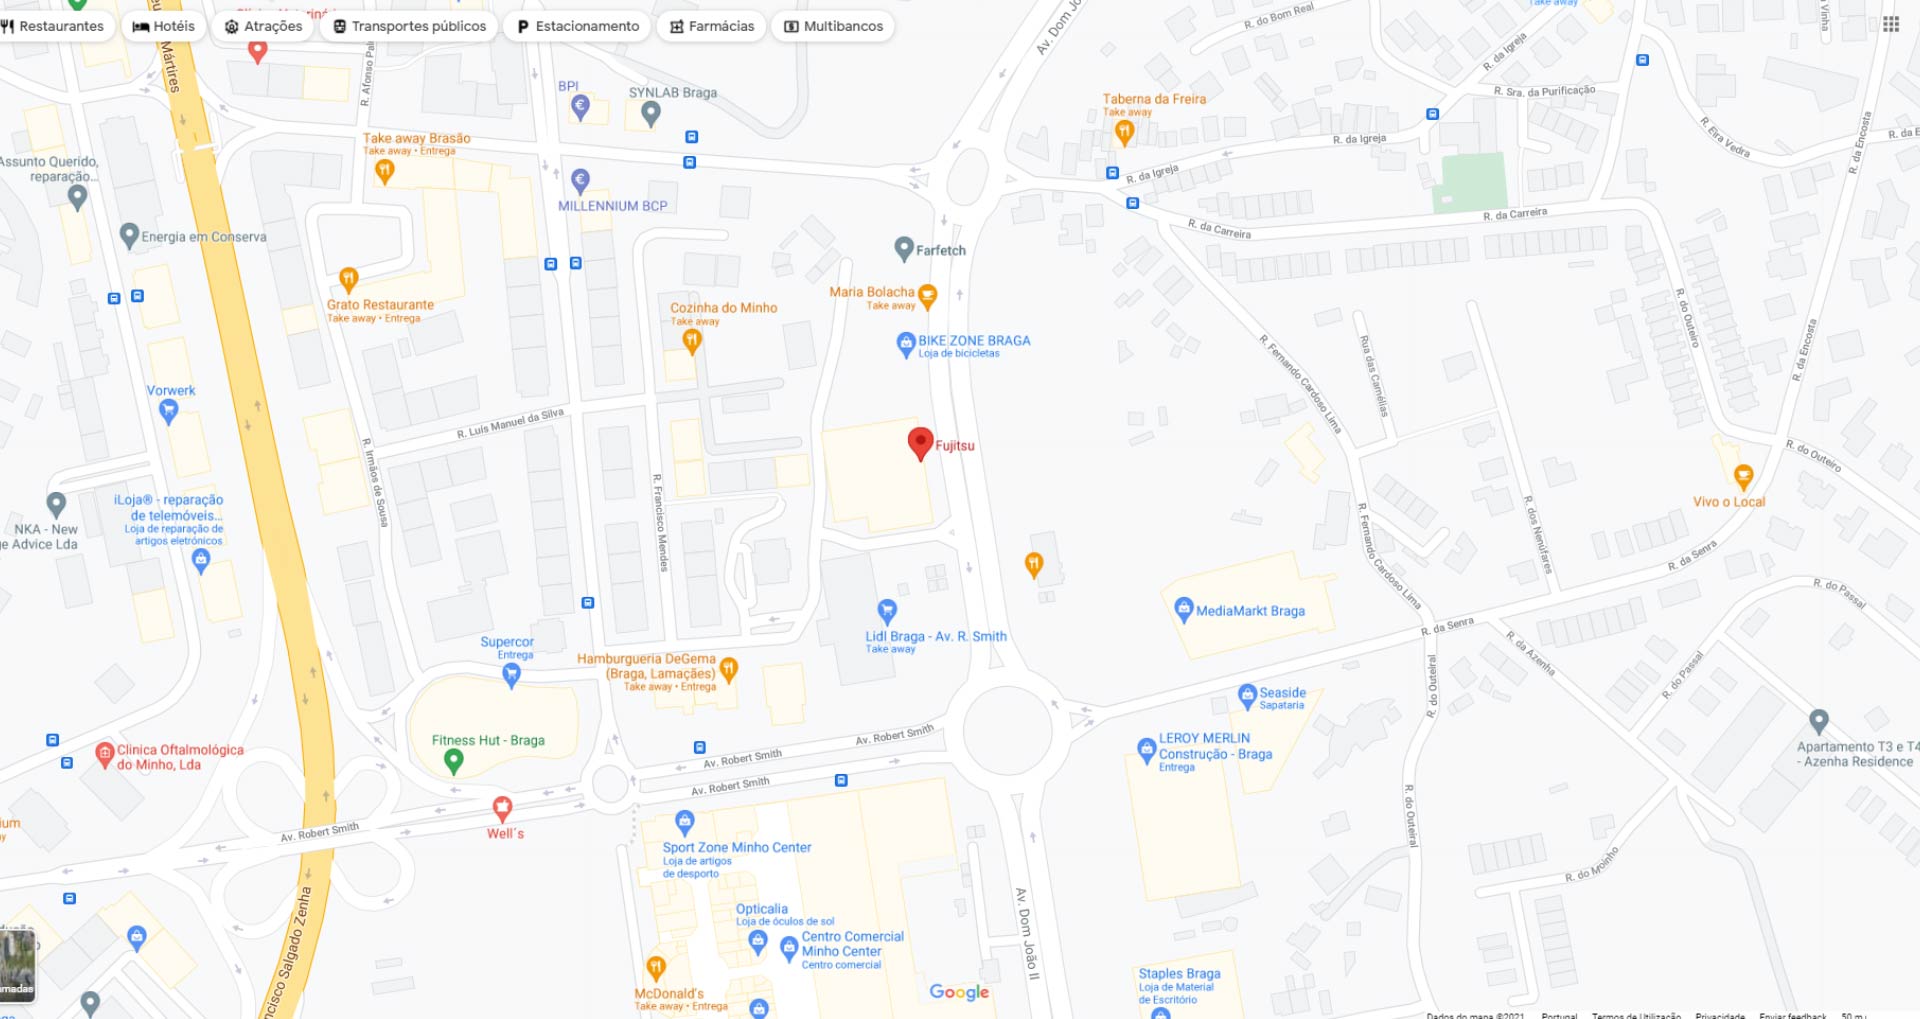 Restaurantes
Hotéis
Atrações
Transportes públicos
Estacionamento
Farmácias
Multibancos
Take away
R. do Bom Real
Av. Dom Jo
R. da Igreja
R. Sra. da Purificação
R. Eira Vedra
R. da Encosta
Mártires
R. Afonso
BPI
SYNLAB Braga
Taberna da Freira
Take away
Take away Brasão
Take away • Entrega
R. da Igreja
R. da Igreja
Assunto Querido,
reparação...
MILLENNIUM BCP
R. da Carreira
R. da Carreira
Energia em Conserva
Farfetch
Maria Bolacha
Take away
Grato Restaurante
Take away • Entrega
Cozinha do Minho
Take away
BIKE ZONE BRAGA
Loja de bicicletas
R. do Outeiro
R. da Encosta
R. Fernando Cardoso Lima
Rua das Camélias
Vorwerk
R. Luís Manuel da Silva
Fujitsu
R. do Outeiro
R. Irmãos de Sousa
R. Francisco Mendes
iLoja® - reparação
de telemóveis...
Loja de reparação de
artigos eletrónicos
NKA - New
ge Advice Lda
Vivo o Local
R. Fernando Cardoso Lima
R. dos Nenúfares
R. da Senra
R. do Passal
MediaMarkt Braga
R. da Senra
Lidl Braga - Av. R. Smith
Take away
Supercor
Entrega
Hamburgueria DeGema
(Braga, Lamaçães)
Take away • Entrega
R. da Azenha
R. do Passal
R. do Outeiral
Seaside
Sapataria
Fitness Hut - Braga
Av. Robert Smith
Av. Robert Smith
Av. Robert Smith
LEROY MERLIN
Construção - Braga
Entrega
Apartamento T3 e T4
- Azenha Residence
Clinica Oftalmológica
do Minho, Lda
Av. Robert Smith
Well´s
R. do Outeiral
Sport Zone Minho Center
Loja de artigos
de desporto
R. do Moinho
ncisco Salgado Zenha
Opticalia
Loja de óculos de sol
Centro Comercial
Minho Center
Centro comercial
Av. Dom João II
McDonald's
Take away • Entrega
Google
Staples Braga
Loja de Material
de Escritório
Dados do mapa ©2021
Portugal
Termos de Utilização
Privacidade
Enviar feedback
50 m